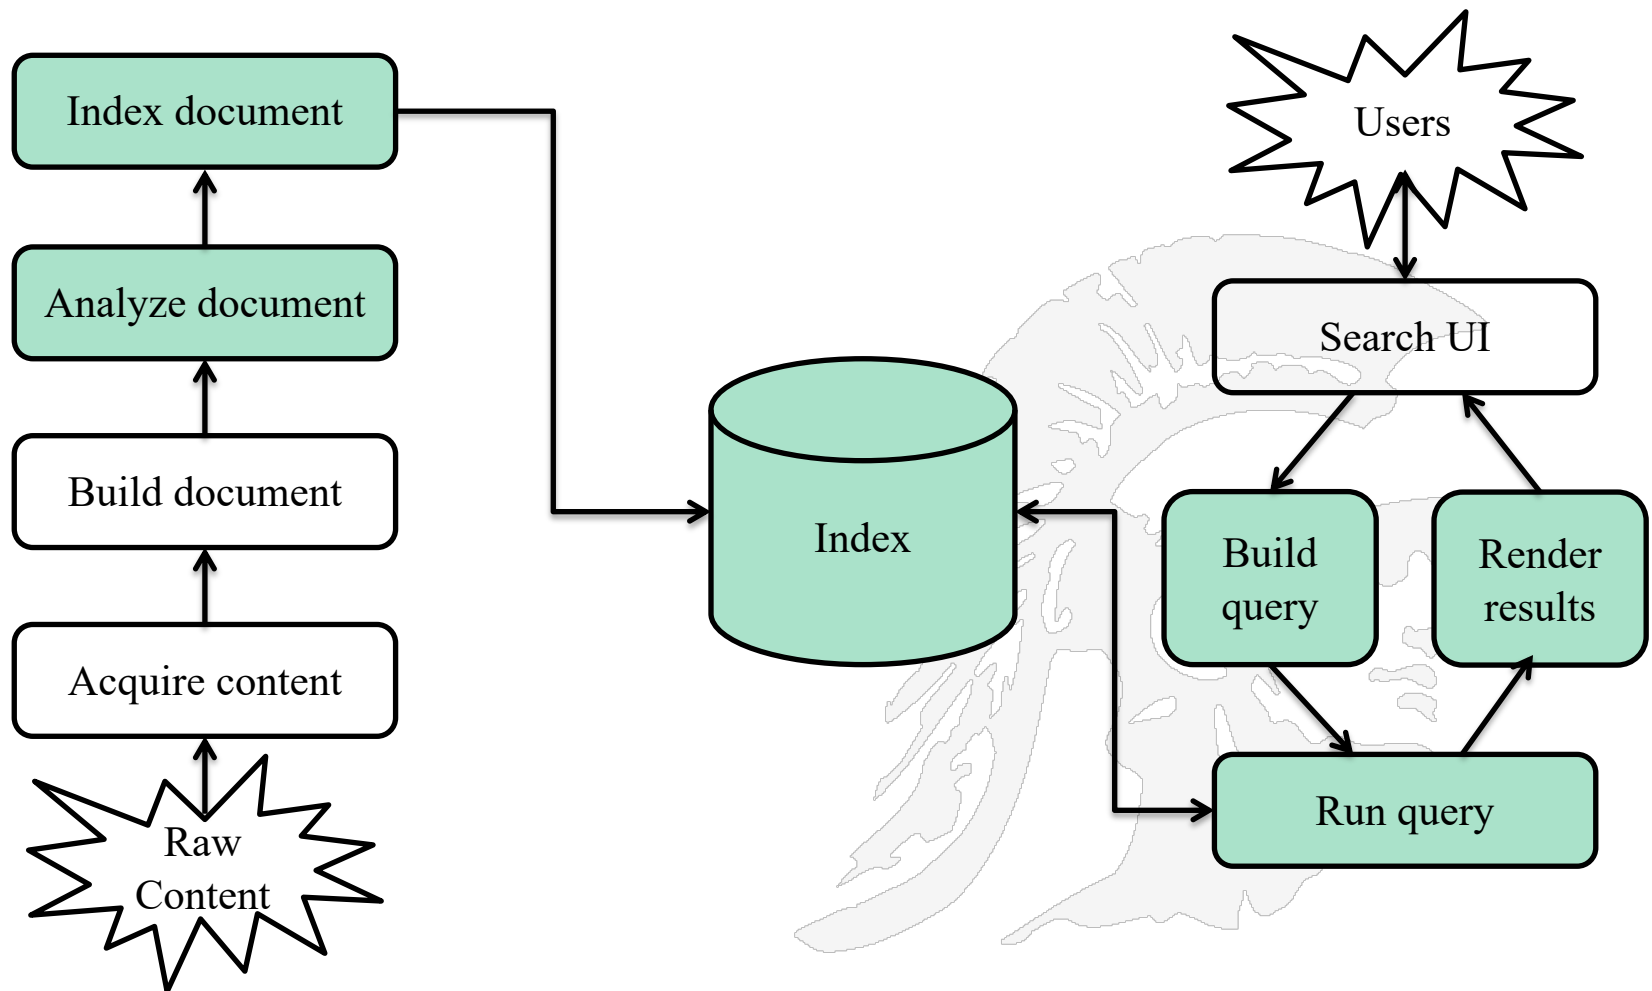 Index document
Analyze document
Build document
Acquire content
Raw
Content
Index
Users
Search UI
Build
query
Render
results
Run query